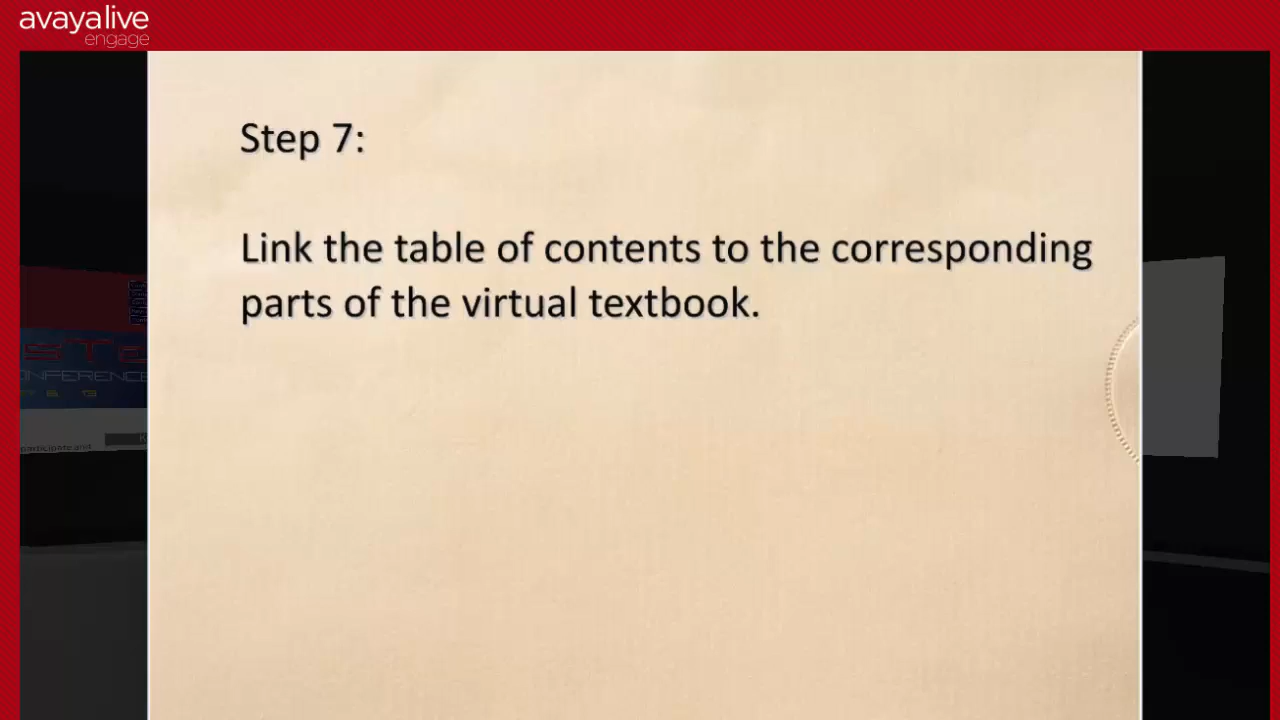 avayalive
engage
Step 7:
Link the table of contents to the corresponding
parts of the virtual textbook.